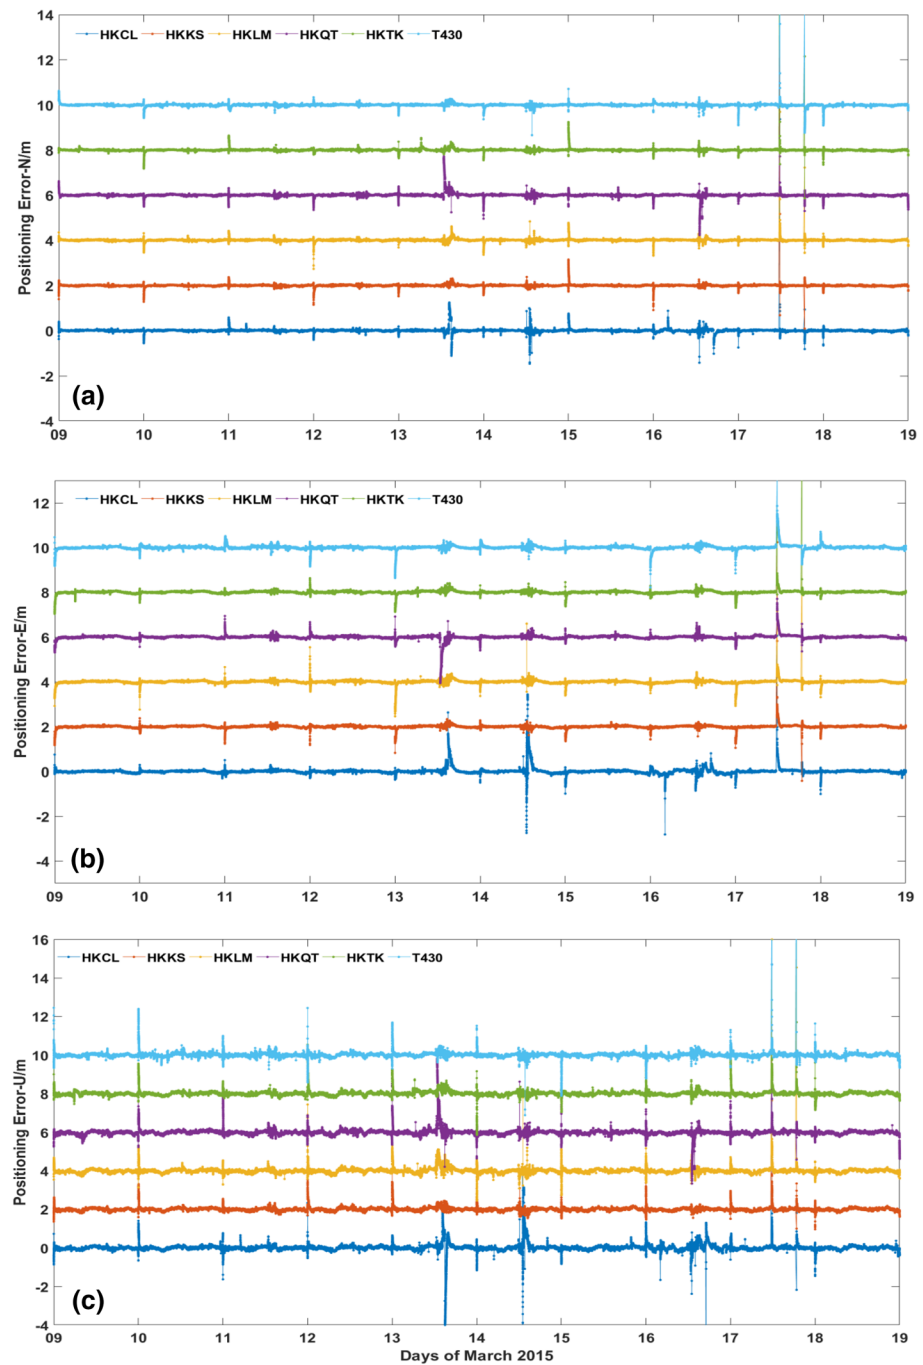 14
HKCL HKKS HKLM HKQT HKTK T430
12
10
8
6
4
2
0
-2
-4
Positioning Error-N/m
(a)
09 10 11 12 13 14 15 16 17 18 19
HKCL HKKS HKLM HKQT HKTK T430
12
10
8
6
4
2
0
-2
-4
Positioning Error-E/m
(b)
09 10 11 12 13 14 15 16 17 18 19
16
HKCL HKKS HKLM HKQT HKTK T430
14
12
10
8
6
4
2
0
-2
-4
Positioning Error-U/m
(c)
09 10 11 12 13 14 15 16 17 18 19
Days of March 2015